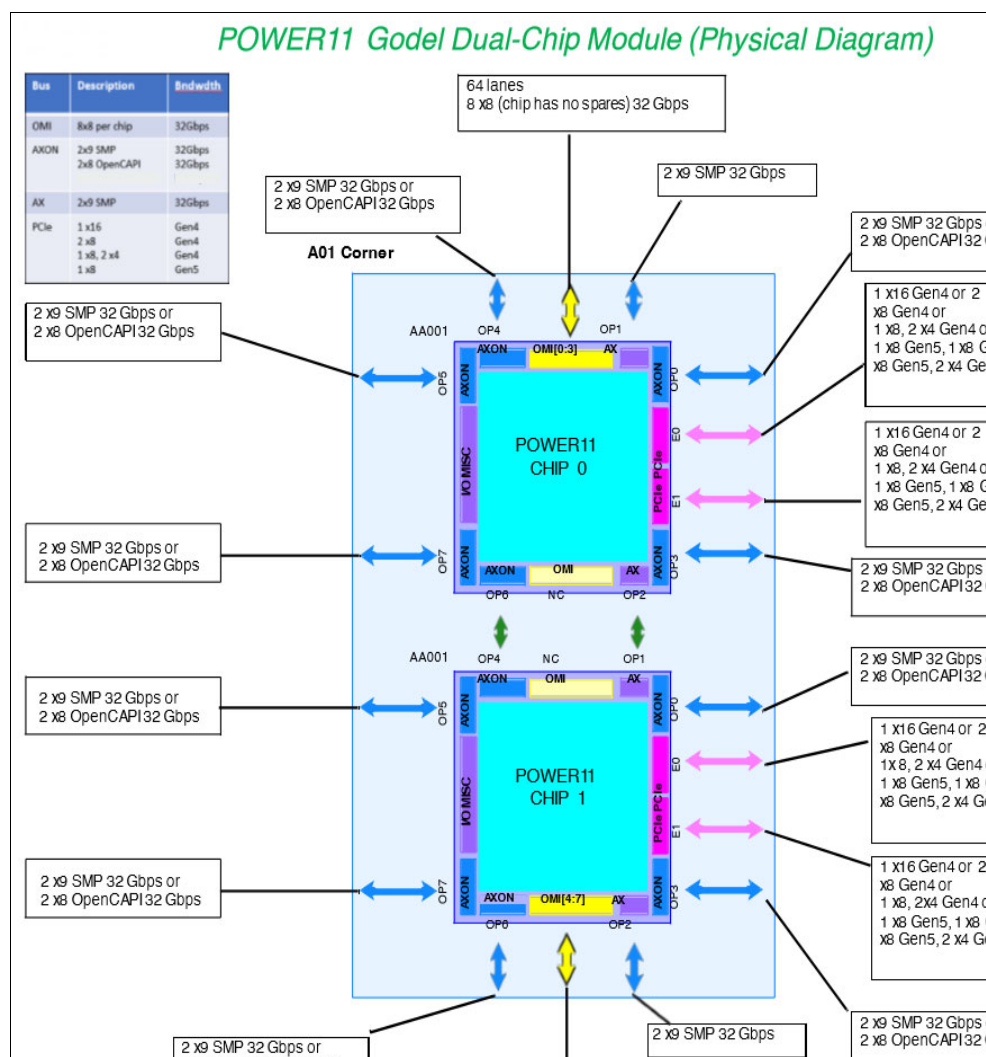 POWER11 Godel Dual-Chip Module (Physical Diagram)
Bus Description Bndwdth
OMI 8x8 per chip 32Gbps
AXON 2x9 SMP 32Gbps
2x8 OpenCAPI 32Gbps
AX 2x9 SMP 32Gbps
PCIe 1 x16 Gen4
2 x8 Gen4
1 x8, 2 x4 Gen4
1 x8 Gen5
64 lanes
8 x8 (chip has no spares) 32 Gbps
2 x9 SMP 32 Gbps or
2 x8 OpenCAPI 32 Gbps
2 x9 SMP 32 Gbps
A01 Corner
2 x9 SMP 32 Gbps
2 x8 OpenCAPI 32
2 x9 SMP 32 Gbps or
2 x8 OpenCAPI 32 Gbps
1 x16 Gen4 or 2
x8 Gen4 or
1 x8, 2 x4 Gen4 o
1 x8 Gen5, 1 x8 G
x8 Gen5, 2 x4 Ge
AA001
OP4
OP1
AXON
OMI[0:3]
AX
OP5
AXON
AXON
OP0
E0
I/O MISC
POWER11
CHIP 0
PCIe PCIe
E1
1 x16 Gen4 or 2
x8 Gen4 or
1 x8, 2 x4 Gen4 o
1 x8 Gen5, 1 x8 G
x8 Gen5, 2 x4 Ge
2 x9 SMP 32 Gbps or
2 x8 OpenCAPI 32 Gbps
OP7
AXON
AXON
OP3
AXON
OMI
AX
OP6
NC
OP2
2 x9 SMP 32 Gbps
2 x8 OpenCAPI 32
AA001
OP4
NC
OP1
AXON
OMI
AX
2 x9 SMP 32 Gbps
2 x8 OpenCAPI 32
2 x9 SMP 32 Gbps or
2 x8 OpenCAPI 32 Gbps
OP5
AXON
AXON
OP0
E0
I/O MISC
POWER11
CHIP 1
PCIe PCIe
E1
1 x16 Gen4 or 2
x8 Gen4 or
1x 8, 2 x4 Gen4
1 x8 Gen5, 1 x8
x8 Gen5, 2 x4 Ge
2 x9 SMP 32 Gbps or
2 x8 OpenCAPI 32 Gbps
OP7
AXON
AXON
OP3
AXON
OMI[4:7]
AX
OP6
OP2
1 x16 Gen4 or 2
x8 Gen4 or
1 x8, 2x4 Gen4 o
1 x8 Gen5, 1 x8
x8 Gen5, 2 x4 Ge
2 x9 SMP 32 Gbps or
2 x9 SMP 32 Gbps
2 x9 SMP 32 Gbps
2 x8 OpenCAPI 32